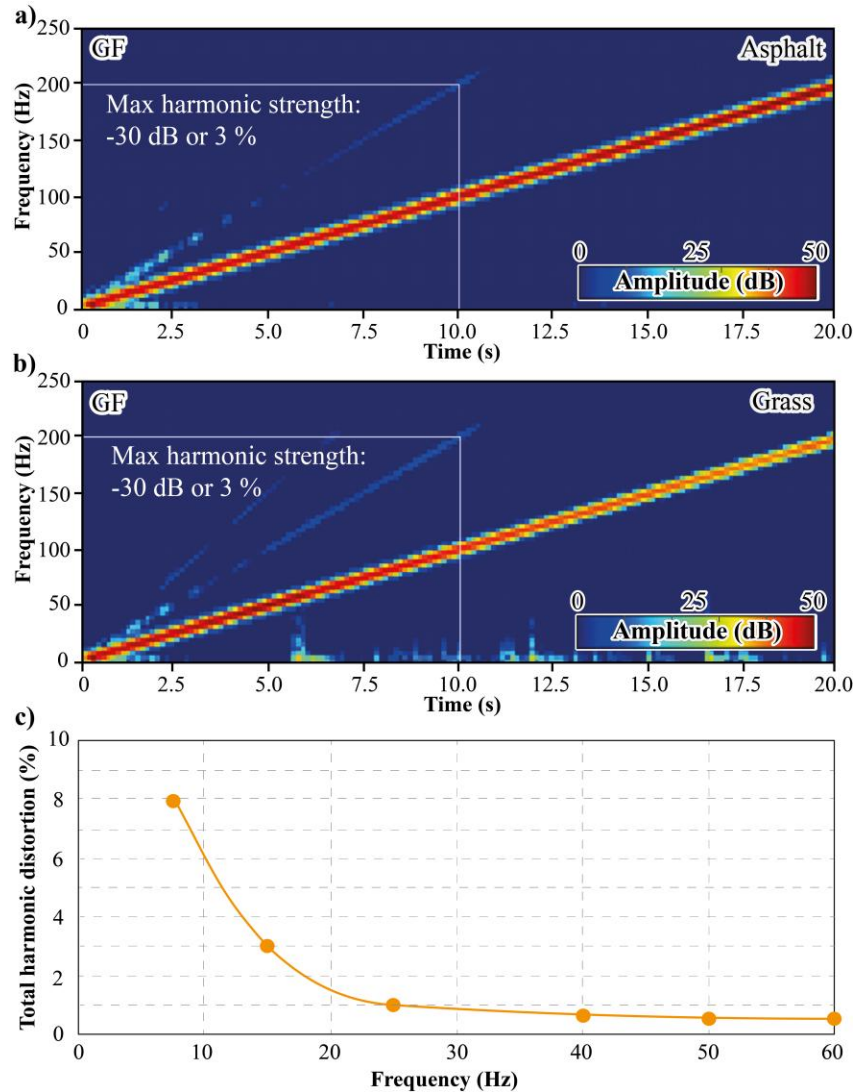 a)
250
GF
Asphalt
200
Max harmonic strength:
-30 dB or 3 %
150
Frequency (Hz)
100
50
0 25 50
Amplitude (dB)
0
0 2.5 5.0 7.5 10.0 12.5 15.0 17.5 20.0
Time (s)
b)
250
GF
Grass
200
Max harmonic strength:
-30 dB or 3 %
150
Frequency (Hz)
100
50
0 25 50
Amplitude (dB)
0
0 2.5 5.0 7.5 10.0 12.5 15.0 17.5 20.0
Time (s)
c)
10
8
6
4
2
0
Total harmonic distortion (%)
0 10 20 30 40 50 60
Frequency (Hz)